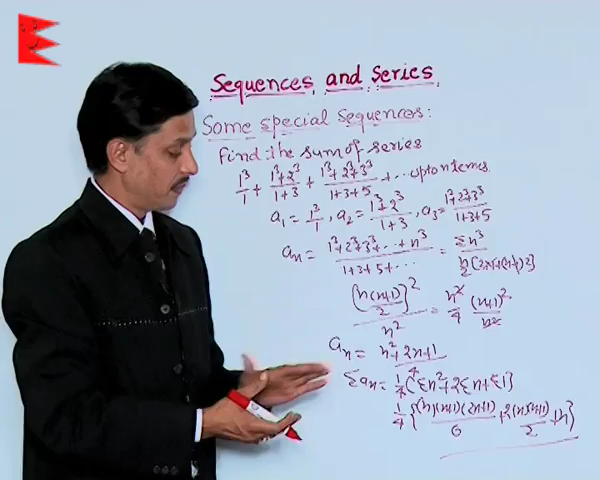 Sequences and Series
Some special Sequences:
Find the sum of series
1³/1 + (1³+2³)/(1+3) + (1³+2³+3³)/(1+3+5) + ... upto n terms
a₁ = 1³/1, a₂ = (1³+2³)/(1+3), a₃ = (1³+2³+3³)/(1+3+5)
aₙ = (1³+2³+3³+...+n³)/(1+3+5+...) = Σn³/(n/2{2×1+(n-1)2})
{n(n+1)/2}²/n² = n²/4 (n+1)²/n²
aₙ = (n²+2n+1)/4
Σaₙ = 1/4{Σn²+2Σn+Σ1}
1/4{(n)(n+1)(2n+1)/6 + 2(n)(n+1)/2 + n}